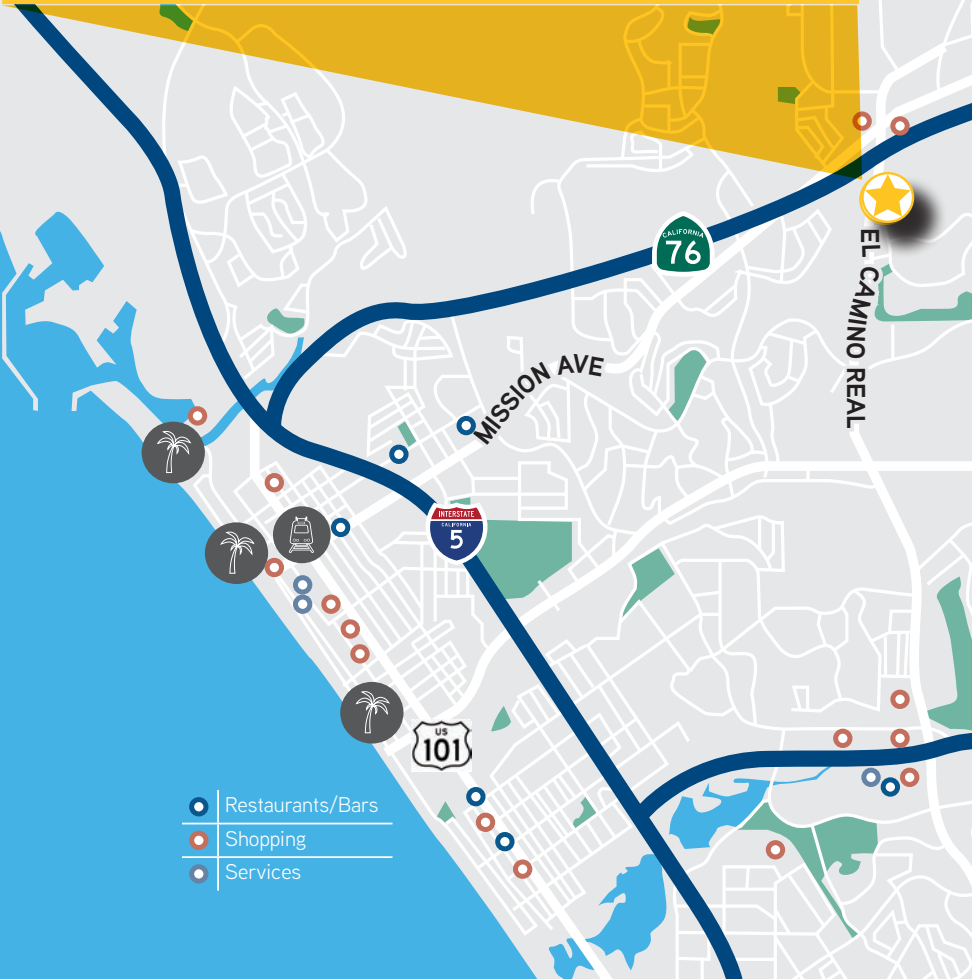 CALIFORNIA
76
EL CAMINO REAL
MISSION AVE
INTERSTATE
CALIFORNIA
5
US
101
Restaurants/Bars
Shopping
Services